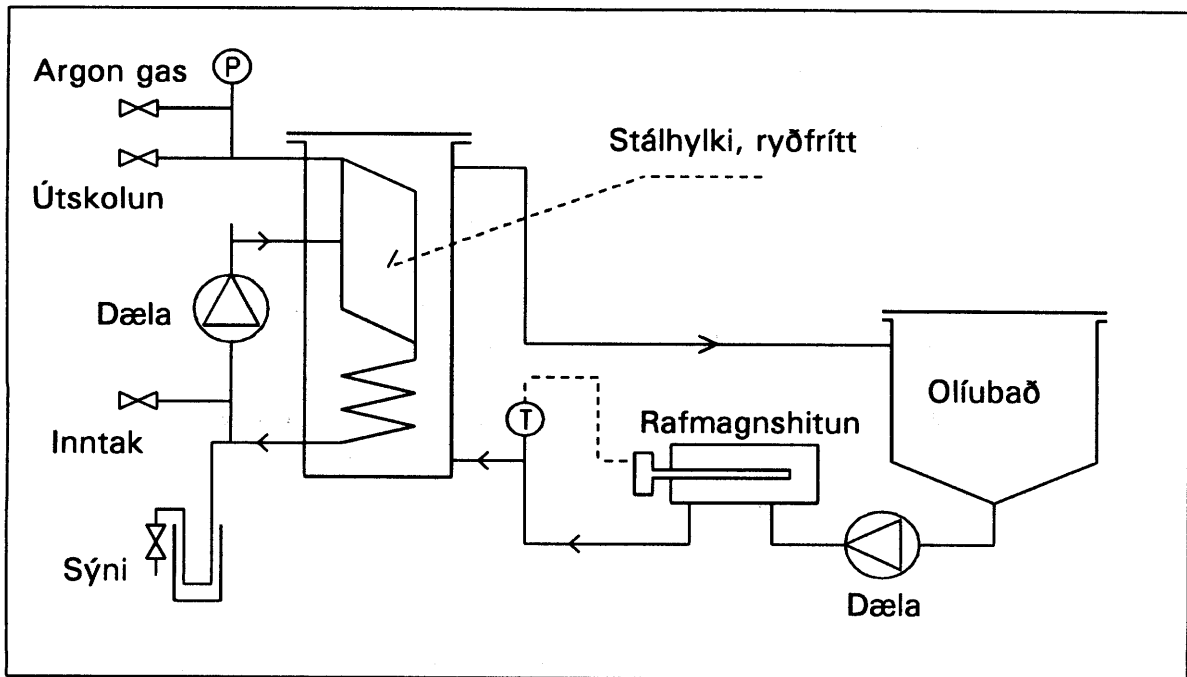 Argon gas
P
Stálhylki, ryðfrítt
Útskolun
Dæla
Olíubað
Inntak
T
Rafmagnshitun
Sýni
Dæla